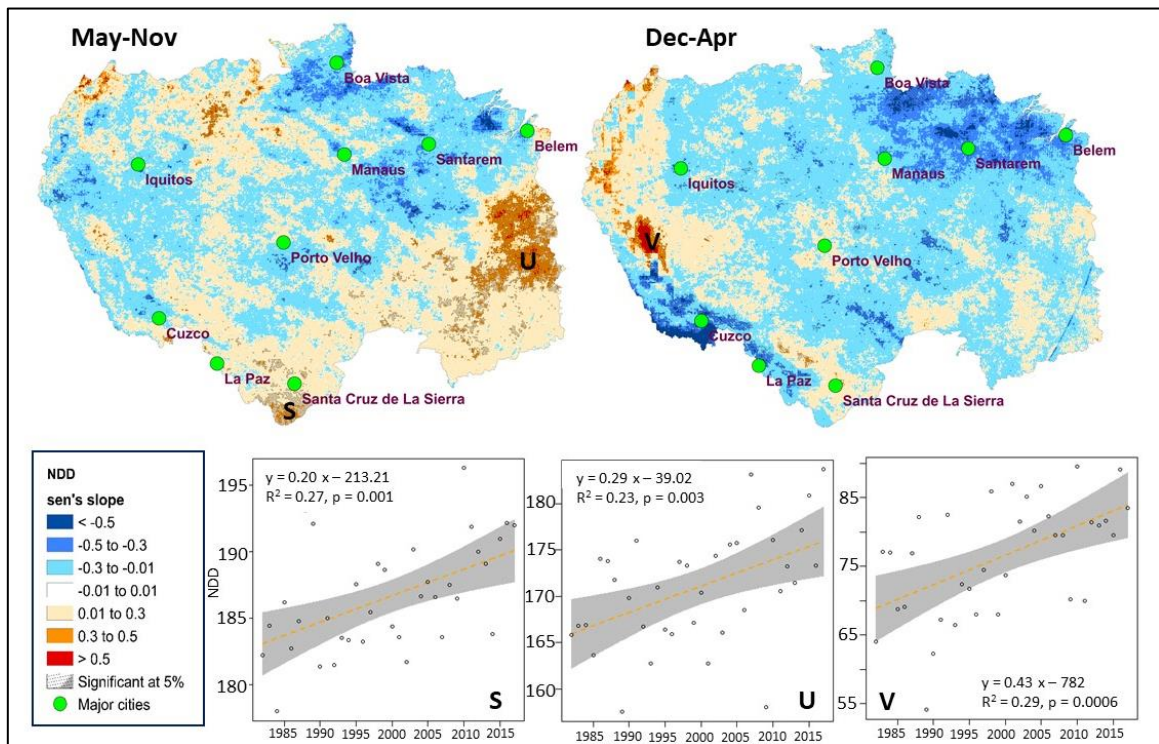 May-Nov
Boa Vista
Belem
Santarem
Manaus
Iquitos
Porto Velho
U
Cuzco
La Paz
Santa Cruz de La Sierra
S
Dec-Apr
Boa Vista
Belem
Santarem
Manaus
Iquitos
V
Porto Velho
Cuzco
La Paz
Santa Cruz de La Sierra
NDD
sen's slope
< -0.5
-0.5 to -0.3
-0.3 to -0.01
-0.01 to 0.01
0.01 to 0.3
0.3 to 0.5
> 0.5
Significant at 5%
Major cities
y = 0.20 x – 213.21
R² = 0.27, p = 0.001
NDD
195
190
185
180
S
1985 1990 1995 2000 2005 2010 2015
y = 0.29 x – 39.02
R² = 0.23, p = 0.003
180
175
170
165
160
U
1985 1990 1995 2000 2005 2010 2015
85
75
65
55
y = 0.43 x – 782
R² = 0.29, p = 0.0006
V
1985 1990 1995 2000 2005 2010 2015